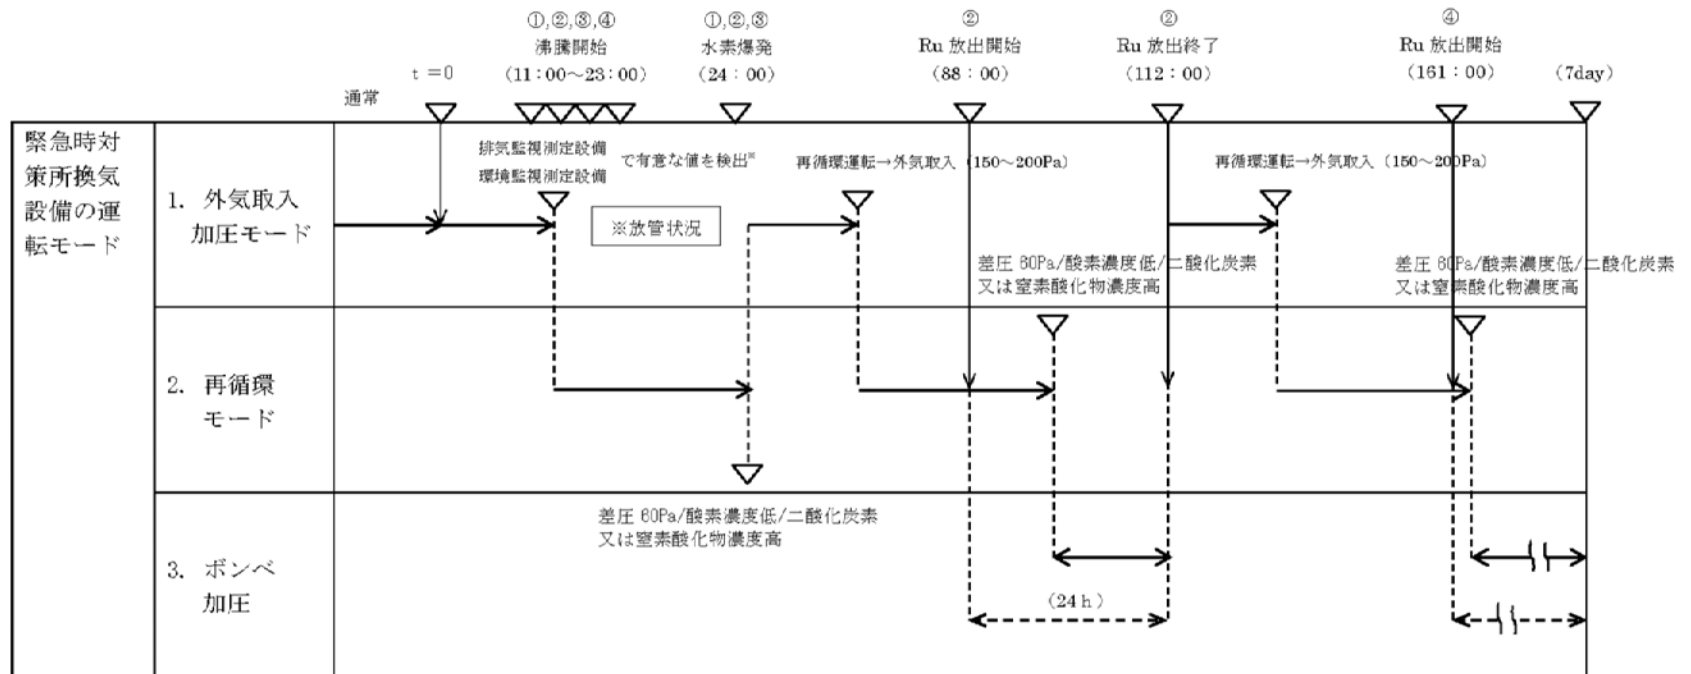 ①,②,③,④
①,②,③
②
②
④
沸騰開始
水素爆発
Ru 放出開始
Ru 放出終了
Ru 放出開始
t =0
(11:00~23:00)
(24:00)
(88:00)
(112:00)
(161:00)
(7day)
通常
緊急時対
策所換気
設備の運
転モード
1. 外気取入
加圧モード
排気監視測定設備
環境監視測定設備
で有意な値を検出※
※放管状況
再循環運転→外気取入 (150~200Pa)
再循環運転→外気取入 (150~200Pa)
差圧 60Pa/酸素濃度低/二酸化炭素
又は窒素酸化物濃度高
差圧 60Pa/酸素濃度低/二酸化炭素
又は窒素酸化物濃度高
2. 再循環
モード
3. ボンベ
加圧
差圧 60Pa/酸素濃度低/二酸化炭素
又は窒素酸化物濃度高
(24h)